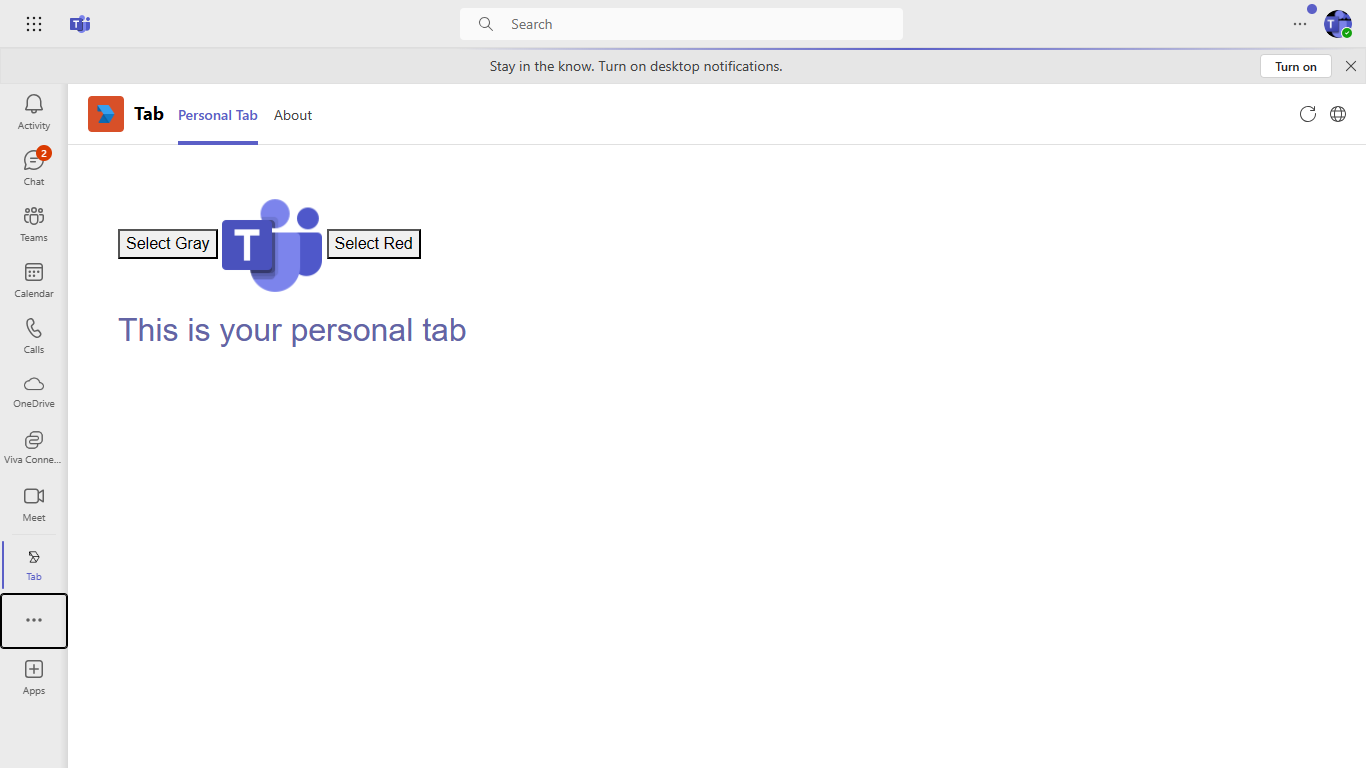 Search
Stay in the know. Turn on desktop notifications.
Turn on
Activity
2
Chat
Teams
Calendar
Calls
OneDrive
Viva Conne...
Meet
Tab
Apps
Tab
Personal Tab
About
Select Gray
T
Select Red
This is your personal tab